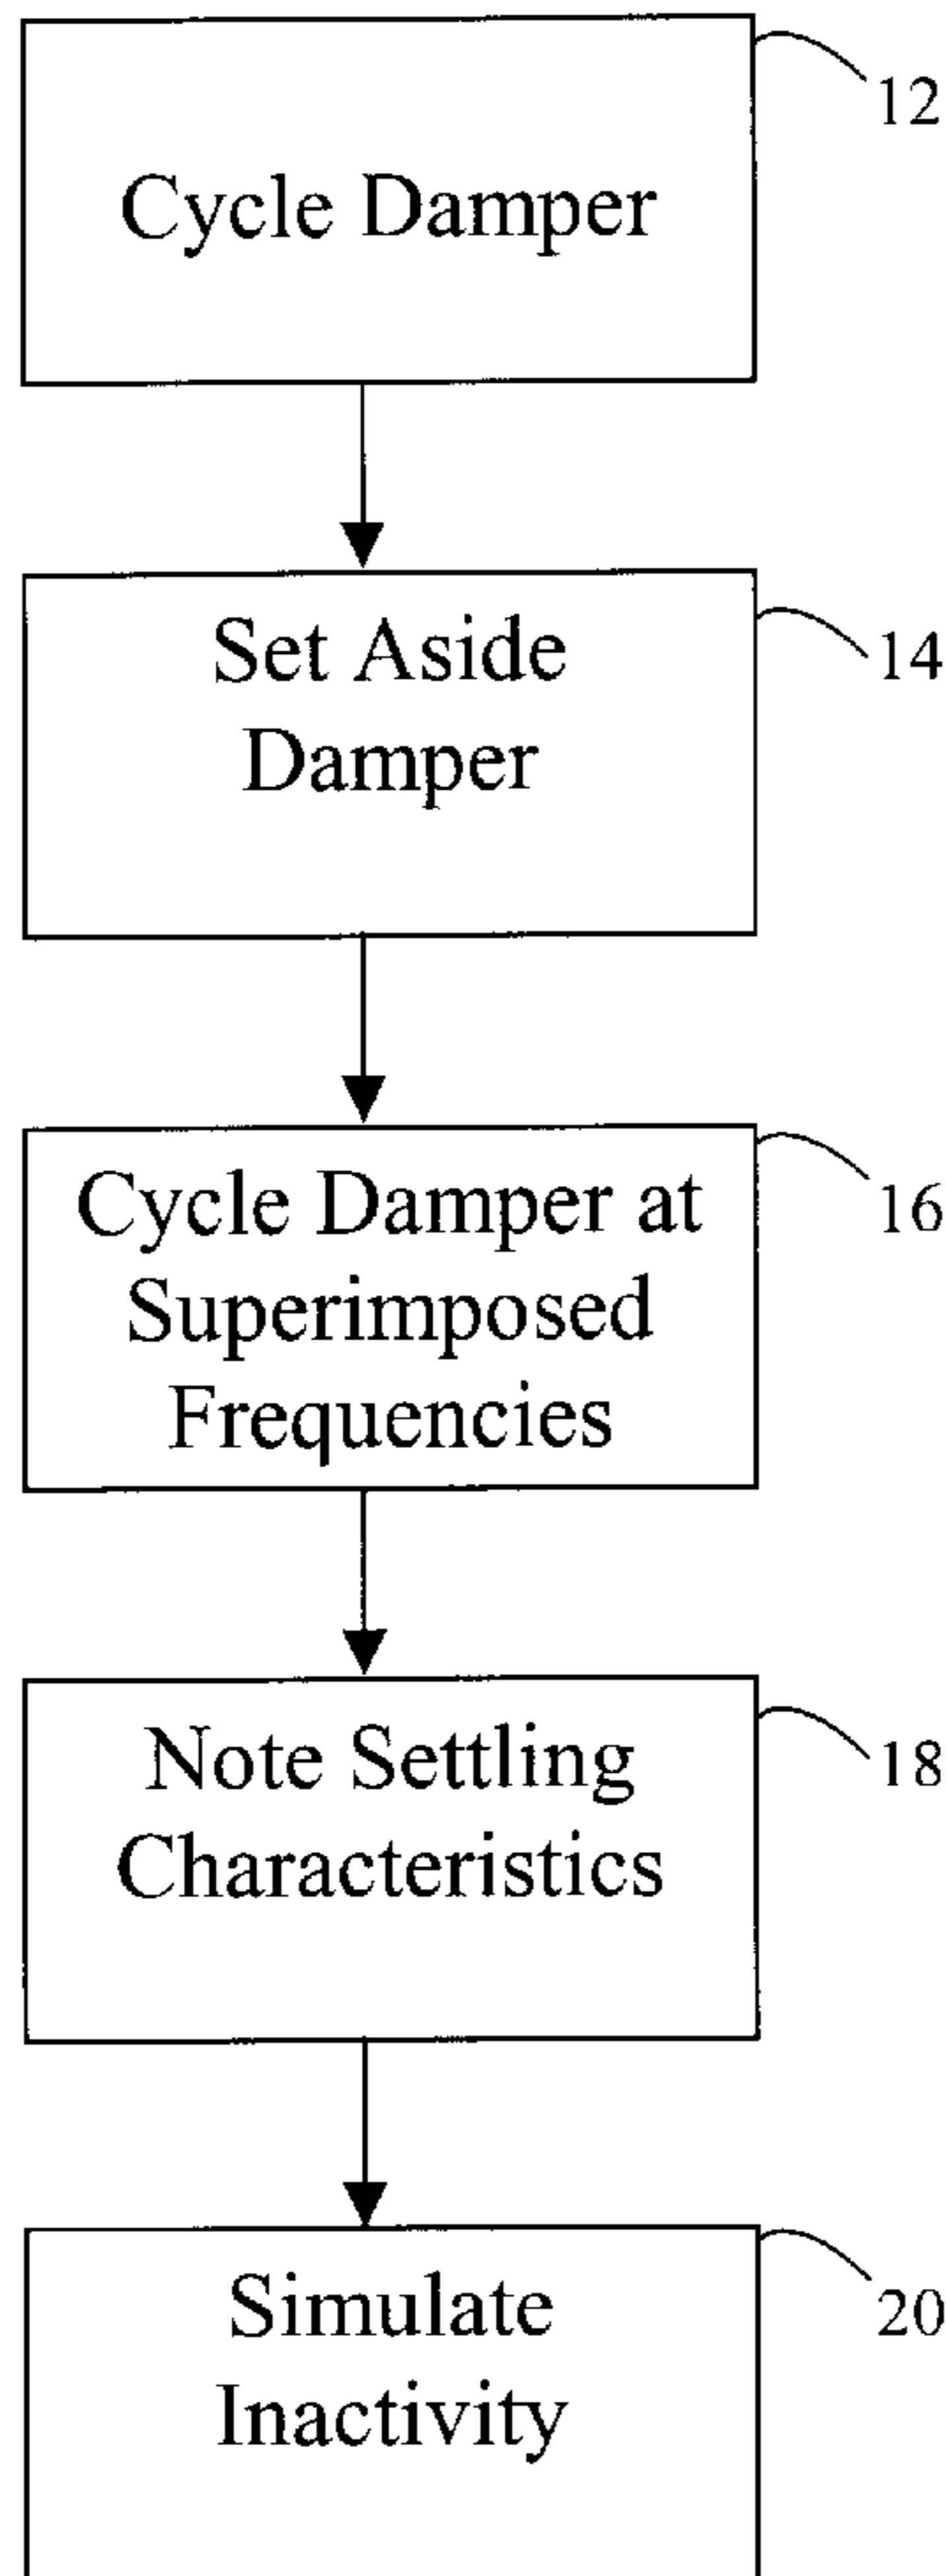 12
Cycle Damper
Set Aside
Damper
14
Cycle Damper at
Superimposed
Frequencies
16
Note Settling
Characteristics
18
Simulate
Inactivity
20